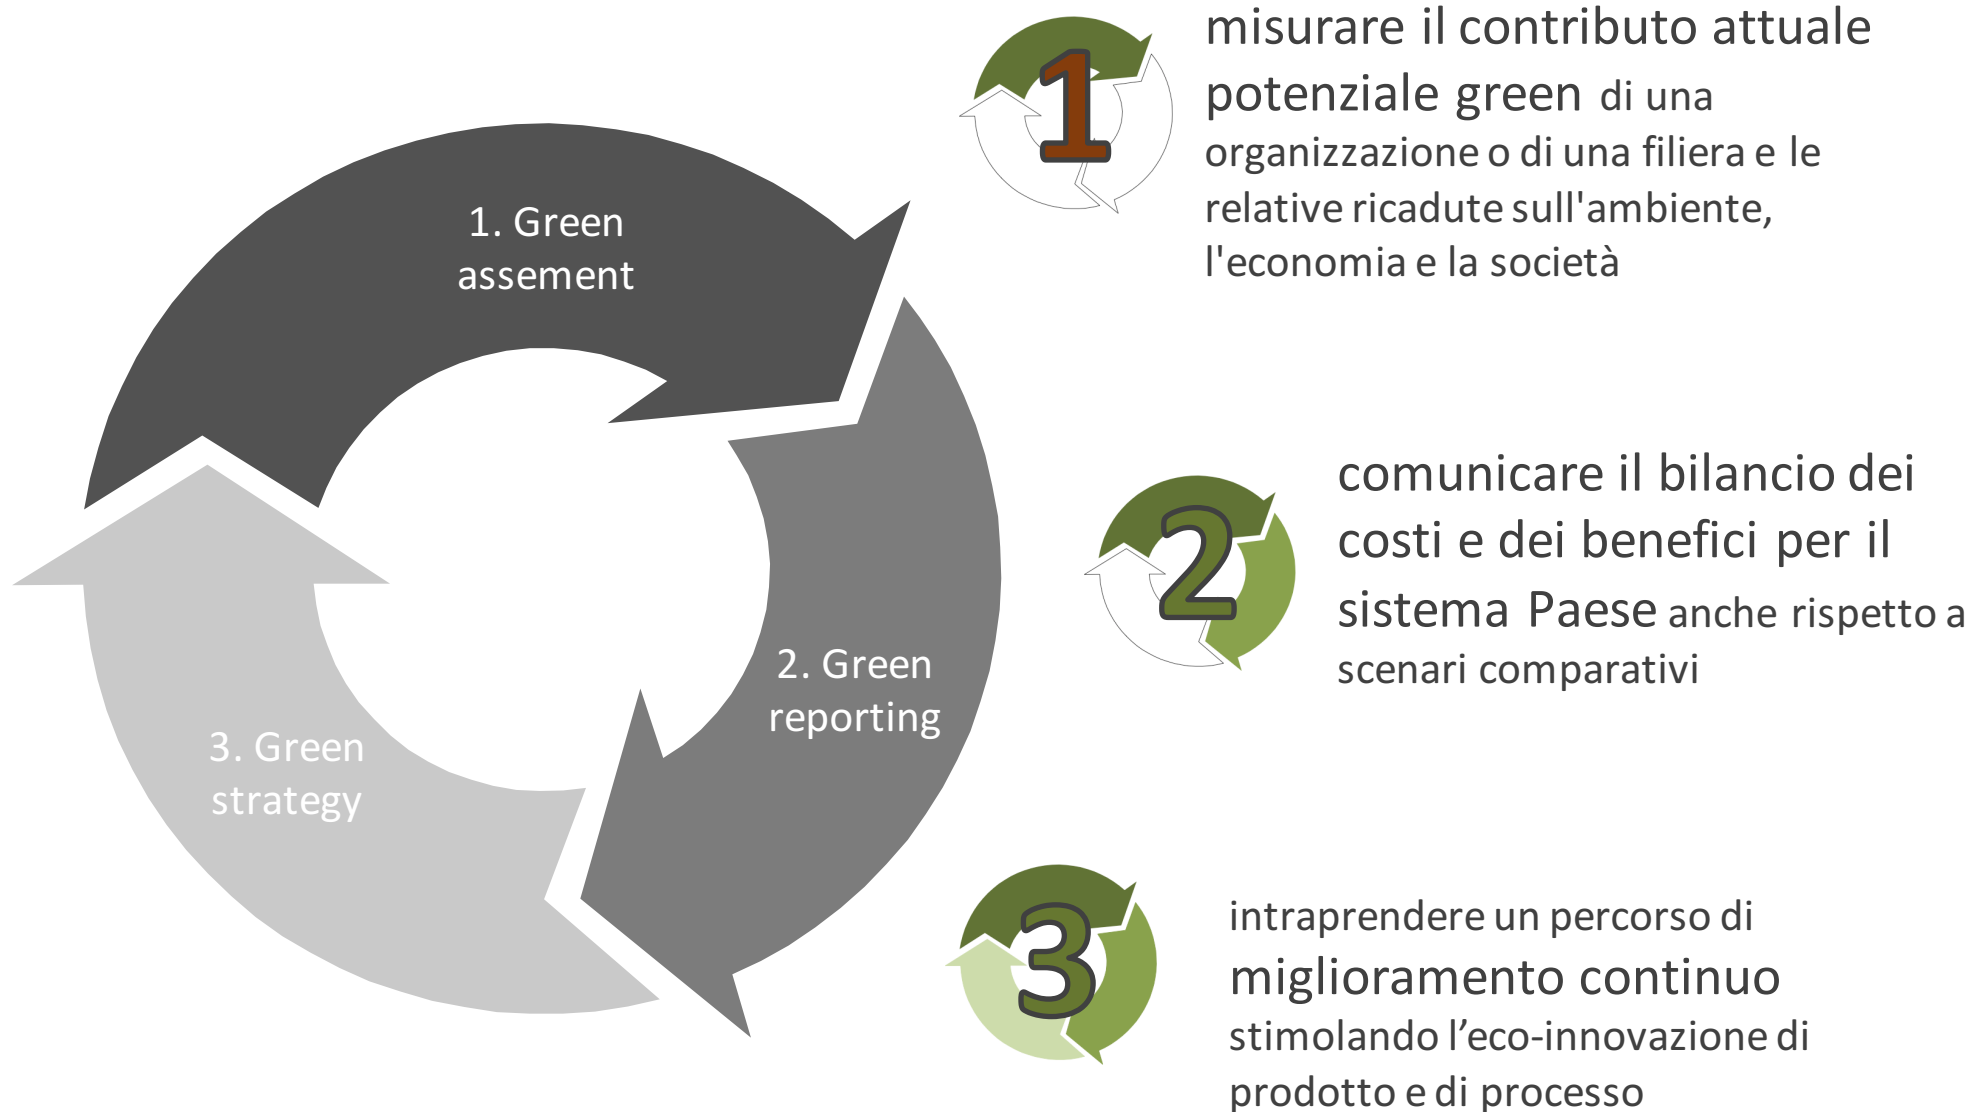 1. Green
assement
2. Green
reporting
3. Green
strategy
1
misurare il contributo attuale
potenziale green di una
organizzazione o di una filiera e le
relative ricadute sull'ambiente,
l'economia e la società
2
comunicare il bilancio dei
costi e dei benefici per il
sistema Paese anche rispetto a
scenari comparativi
3
intraprendere un percorso di
miglioramento continuo
stimolando l’eco-innovazione di
prodotto e di processo